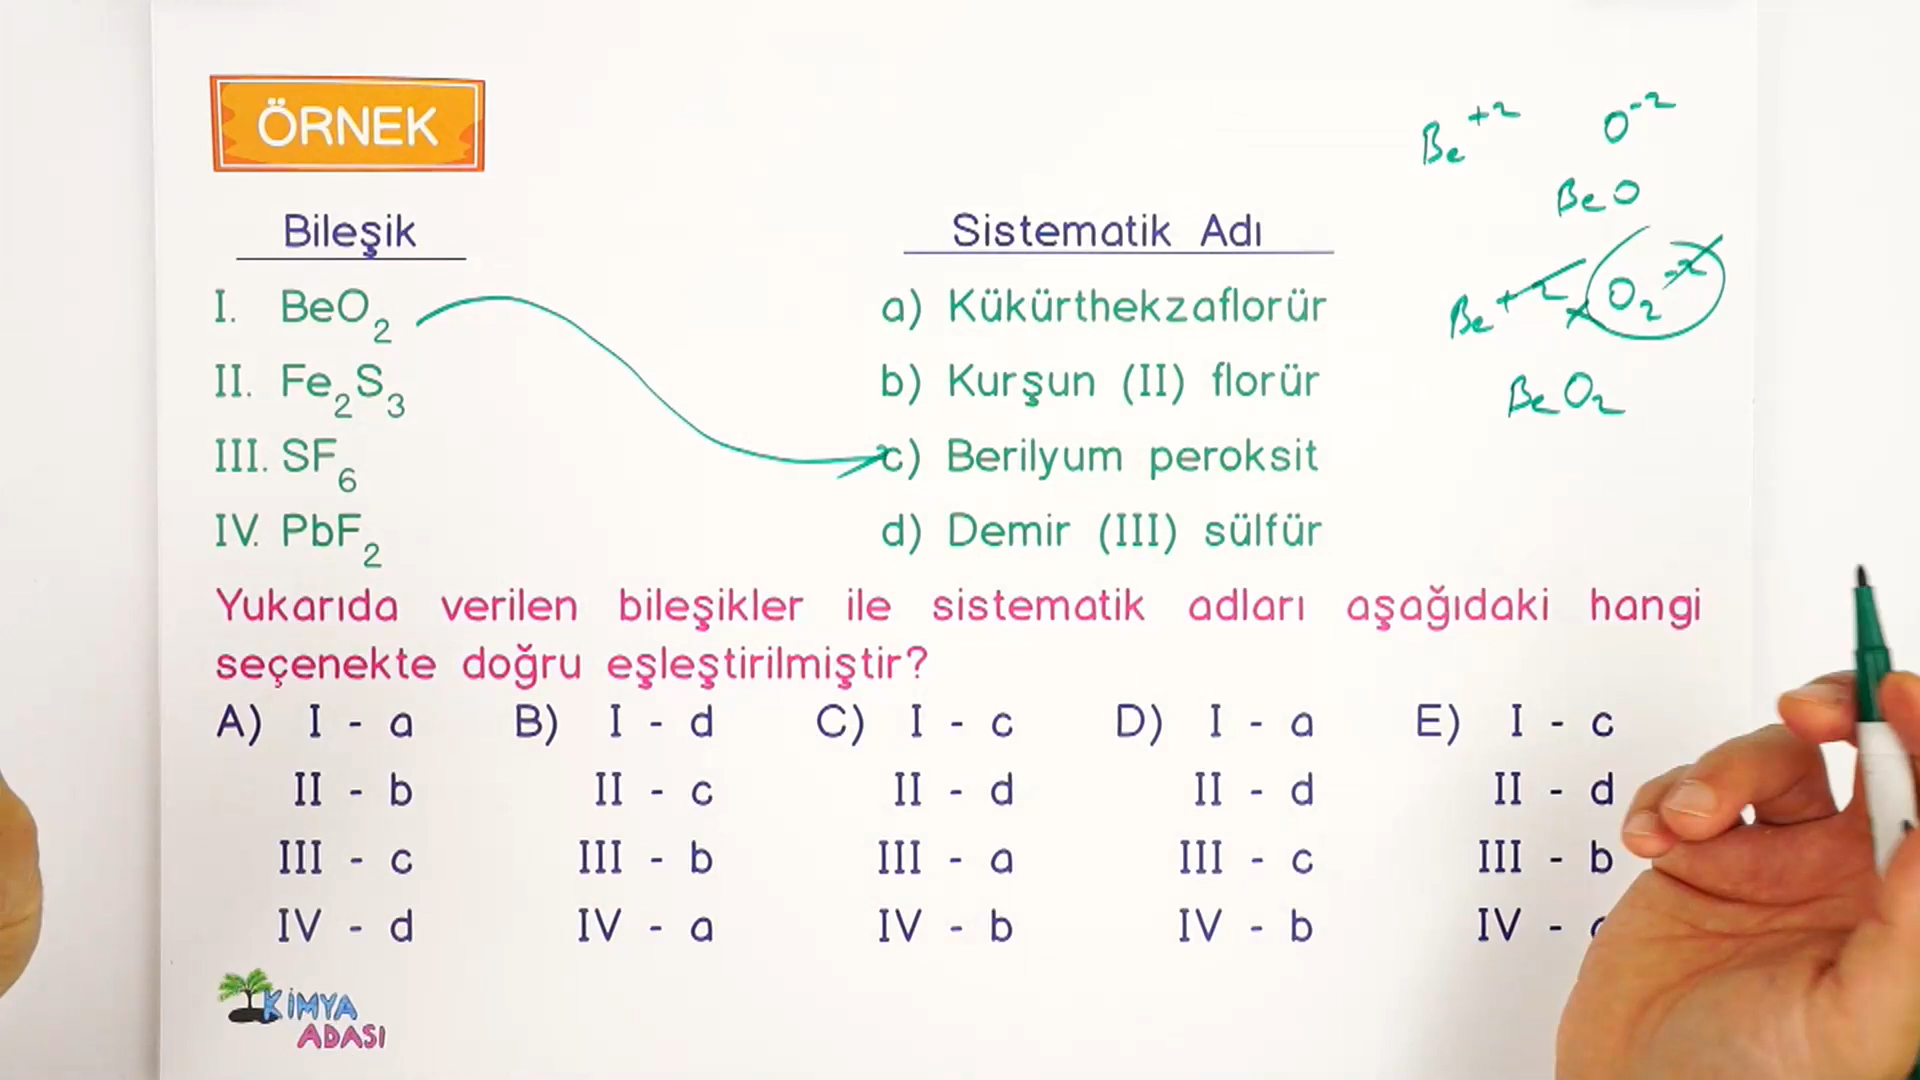 ÖRNEK
Be⁺² O⁻²
BeO
Bileşik Sistematik Adı
I. BeO₂ a) Kükürthekzaflorür
Be⁺² O₂⁻²
II. Fe₂S₃ b) Kurşun (II) florür
BeO₂
III. SF₆ c) Berilyum peroksit
IV. PbF₂ d) Demir (III) sülfür
Yukarıda verilen bileşikler ile sistematik adları aşağıdaki hangi
seçenekte doğru eşleştirilmiştir?
A) I - a B) I - d C) I - c D) I - a E) I - c
II - b II - c II - d II - d II - d
III - c III - b III - a III - c III - b
IV - d IV - a IV - b IV - b IV -
KİMYA
ADASI